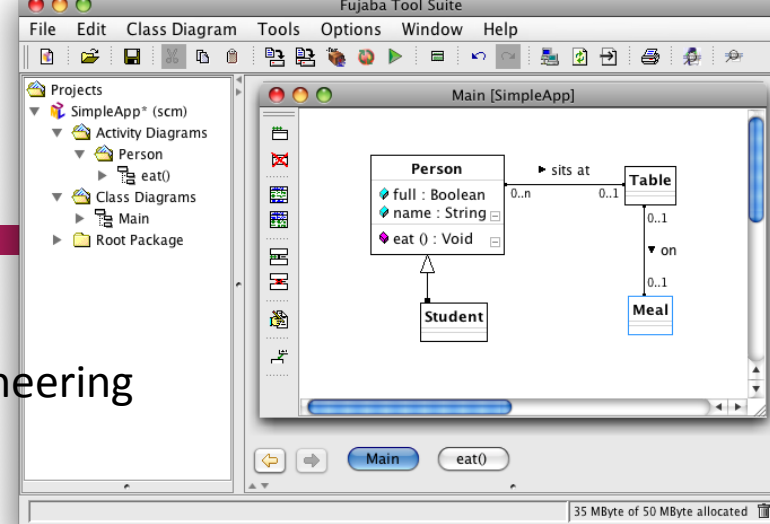 Fujaba Tool Suite
File Edit Class Diagram Tools Options Window Help
Projects
SimpleApp* (scm)
Activity Diagrams
Person
eat()
Class Diagrams
Main
Root Package
Main [SimpleApp]
Person
full : Boolean
name : String
eat () : Void
sits at
0..n
0..1
Table
0..1
on
0..1
Meal
Student
neering
Main eat()
35 MByte of 50 MByte allocated